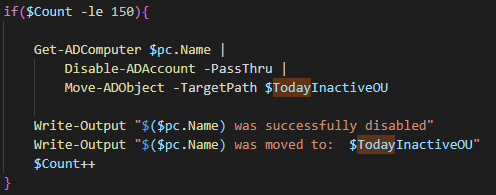 if($Count -le 150){
Get-ADComputer $pc.Name |
Disable-ADAccount -PassThru |
Move-ADObject -TargetPath $TodayInactiveOU
Write-Output "$($pc.Name) was successfully disabled"
Write-Output "$($pc.Name) was moved to:  $TodayInactiveOU"
$Count++
}